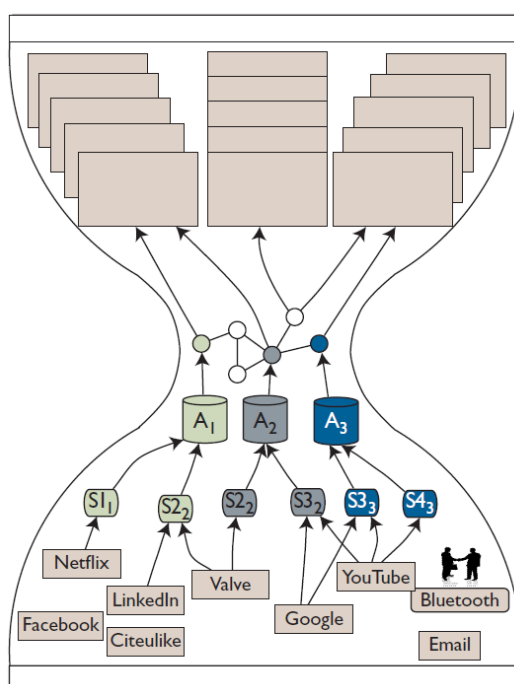 A1
A2
A3
S11
S22
S22
S32
S33
S43
Netflix
LinkedIn
Valve
Google
YouTube
Bluetooth
Facebook
Citeulike
Email